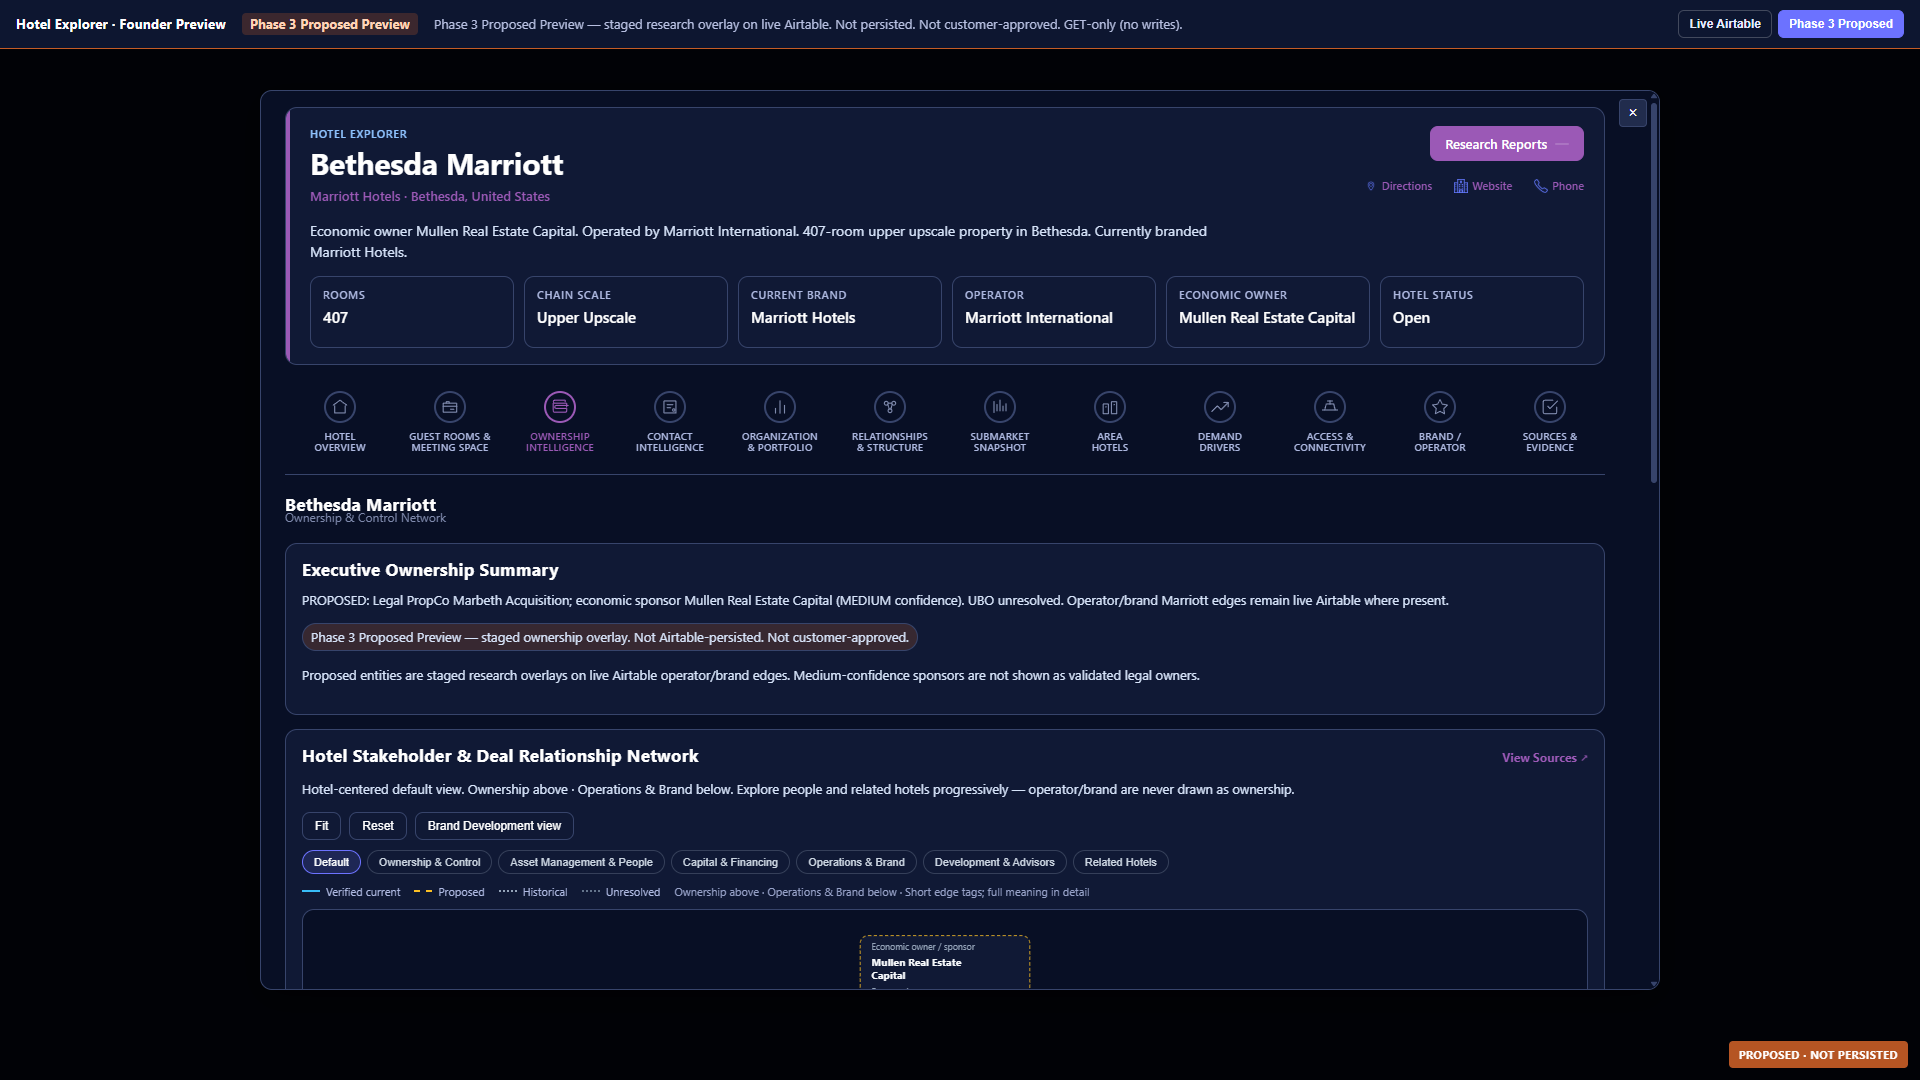 Hotel Explorer · Founder Preview
Phase 3 Proposed Preview
Phase 3 Proposed Preview — staged research overlay on live Airtable. Not persisted. Not customer-approved. GET-only (no writes).
Live Airtable
Phase 3 Proposed
×
HOTEL EXPLORER
Bethesda Marriott
Marriott Hotels · Bethesda, United States
Research Reports —
Directions
Website
Phone
Economic owner Mullen Real Estate Capital. Operated by Marriott International. 407-room upper upscale property in Bethesda. Currently branded
Marriott Hotels.
ROOMS
407
CHAIN SCALE
Upper Upscale
CURRENT BRAND
Marriott Hotels
OPERATOR
Marriott International
ECONOMIC OWNER
Mullen Real Estate Capital
HOTEL STATUS
Open
HOTEL
OVERVIEW
GUEST ROOMS &
MEETING SPACE
OWNERSHIP
INTELLIGENCE
CONTACT
INTELLIGENCE
ORGANIZATION
& PORTFOLIO
RELATIONSHIPS
& STRUCTURE
SUBMARKET
SNAPSHOT
AREA
HOTELS
DEMAND
DRIVERS
ACCESS &
CONNECTIVITY
BRAND /
OPERATOR
SOURCES &
EVIDENCE
Bethesda Marriott
Ownership & Control Network
Executive Ownership Summary
PROPOSED: Legal PropCo Marbeth Acquisition; economic sponsor Mullen Real Estate Capital (MEDIUM confidence). UBO unresolved. Operator/brand Marriott edges remain live Airtable where present.
Phase 3 Proposed Preview — staged ownership overlay. Not Airtable-persisted. Not customer-approved.
Proposed entities are staged research overlays on live Airtable operator/brand edges. Medium-confidence sponsors are not shown as validated legal owners.
Hotel Stakeholder & Deal Relationship Network
View Sources ↗
Hotel-centered default view. Ownership above · Operations & Brand below. Explore people and related hotels progressively — operator/brand are never drawn as ownership.
Fit
Reset
Brand Development view
Default
Ownership & Control
Asset Management & People
Capital & Financing
Operations & Brand
Development & Advisors
Related Hotels
Verified current
Proposed
Historical
Unresolved
Ownership above · Operations & Brand below · Short edge tags; full meaning in detail
Economic owner / sponsor
Mullen Real Estate
Capital
PROPOSED · NOT PERSISTED